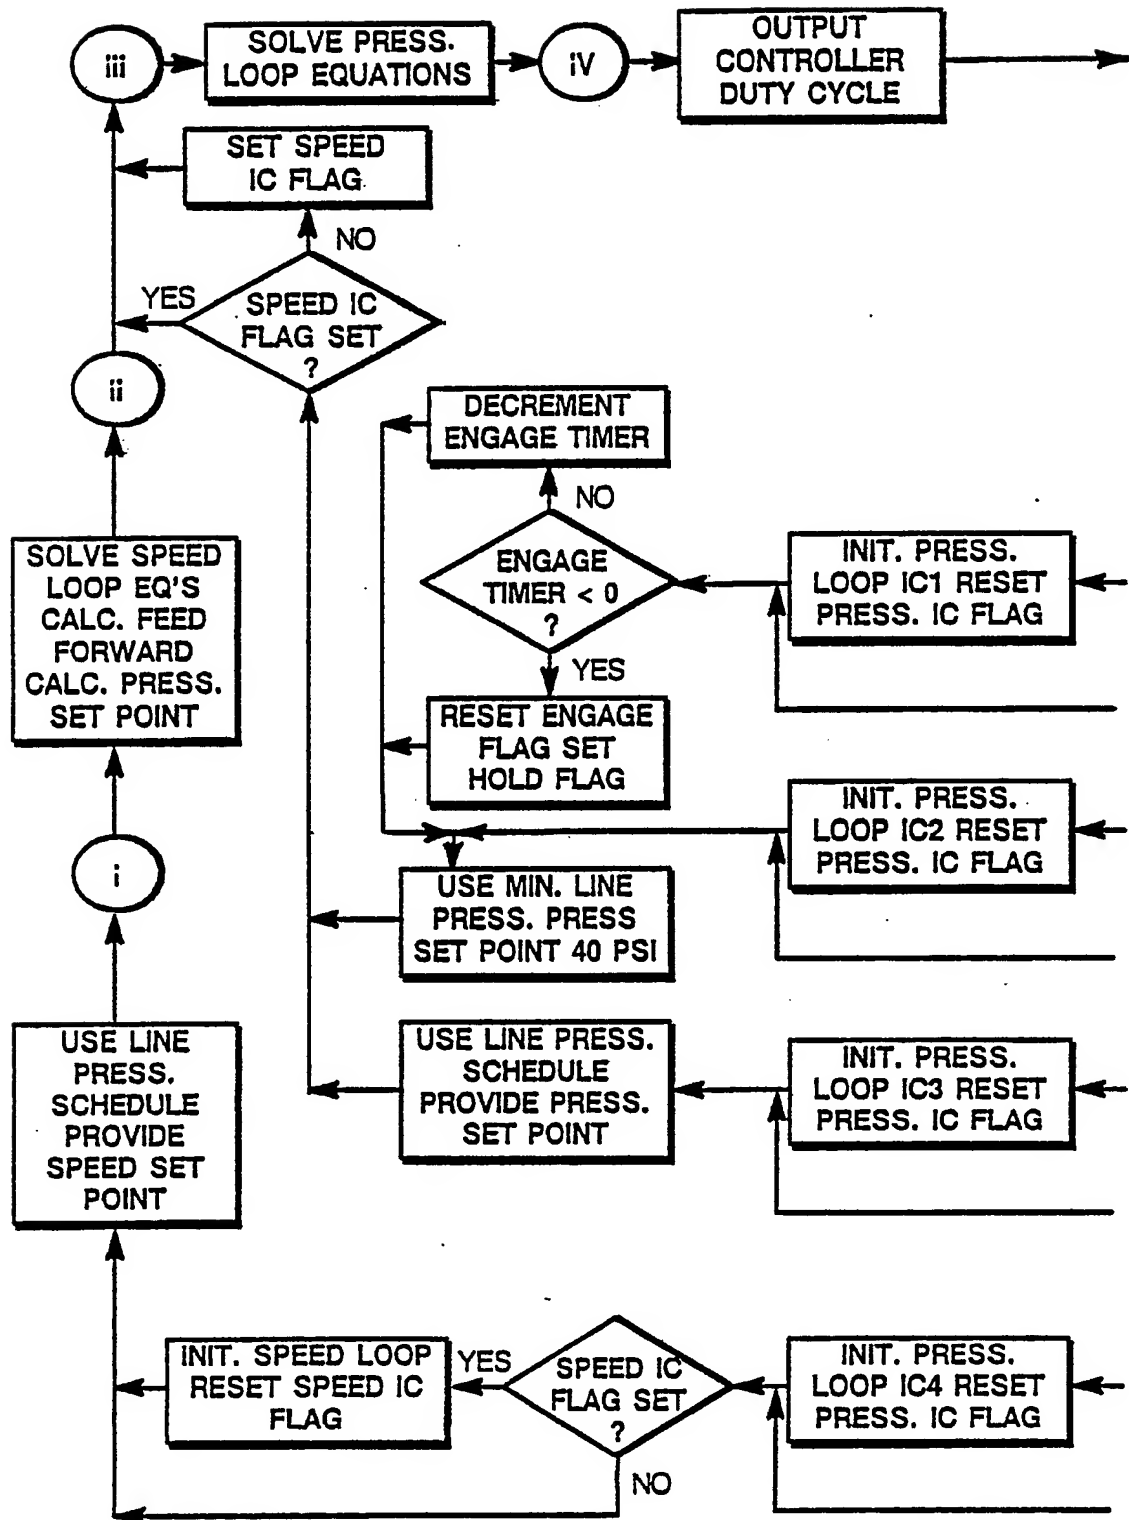 iii
SOLVE PRESS.
LOOP EQUATIONS
iV
OUTPUT
CONTROLLER
DUTY CYCLE
SET SPEED
IC FLAG
NO
YES
SPEED IC
FLAG SET
?
ii
DECREMENT
ENGAGE TIMER
NO
ENGAGE
TIMER < 0
?
YES
INIT. PRESS.
LOOP IC1 RESET
PRESS. IC FLAG
SOLVE SPEED
LOOP EQ'S
CALC. FEED
FORWARD
CALC. PRESS.
SET POINT
RESET ENGAGE
FLAG SET
HOLD FLAG
INIT. PRESS.
LOOP IC2 RESET
PRESS. IC FLAG
i
USE MIN. LINE
PRESS. PRESS
SET POINT 40 PSI
USE LINE
PRESS.
SCHEDULE
PROVIDE
SPEED SET
POINT
USE LINE PRESS.
SCHEDULE
PROVIDE PRESS.
SET POINT
INIT. PRESS.
LOOP IC3 RESET
PRESS. IC FLAG
INIT. SPEED LOOP
RESET SPEED IC
FLAG
YES
SPEED IC
FLAG SET
?
NO
INIT. PRESS.
LOOP IC4 RESET
PRESS. IC FLAG